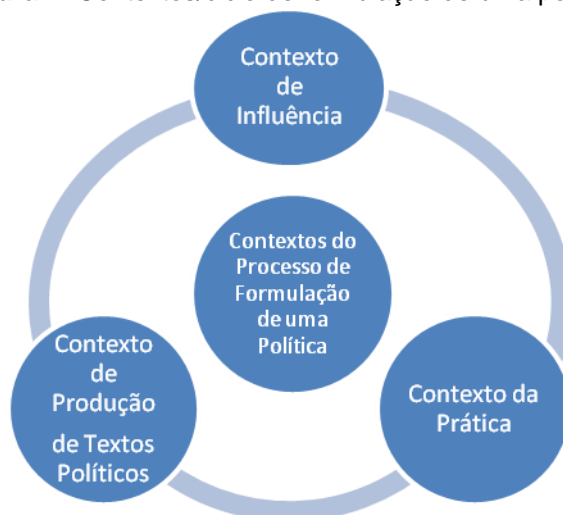 Contexto
de
Influência
Contextos do
Processo de
Formulação
de uma
Política
Contexto
de
Produção
de Textos
Políticos
Contexto da
Prática